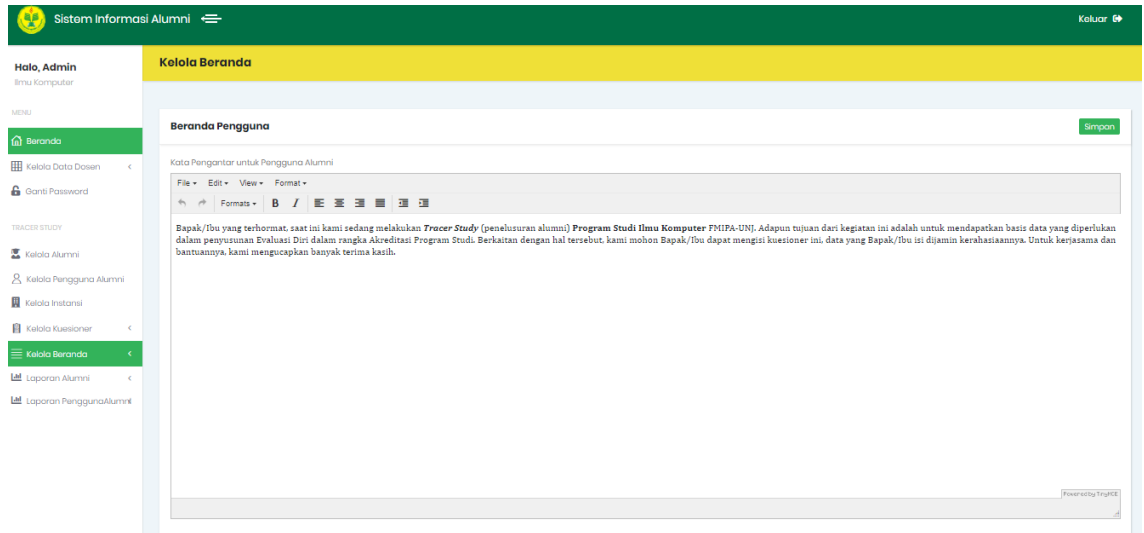 Sistem Informasi Alumni
Keluar
Halo, Admin
Ilmu Komputer
MENU
Beranda
Kelola Data Dosen
Ganti Password
TRACER STUDY
Kelola Alumni
Kelola Pengguna Alumni
Kelola Instansi
Kelola Kuesioner
Kelola Beranda
Laporan Alumni
Laporan PenggunaAlumni
Kelola Beranda
Beranda Pengguna
Simpan
Kata Pengantar untuk Pengguna Alumni
File Edit View Format
Formats B I
Bapak/Ibu yang terhormat, saat ini kami sedang melakukan Tracer Study (penelusuran alumni) Program Studi Ilmu Komputer FMIPA-UNJ. Adapun tujuan dari kegiatan ini adalah untuk mendapatkan basis data yang diperlukan
dalam penyusunan Evaluasi Diri dalam rangka Akreditasi Program Studi. Berkaitan dengan hal tersebut, kami mohon Bapak/Ibu dapat mengisi kuesioner ini, data yang Bapak/Ibu isi dijamin kerahasiaannya. Untuk kerjasama dan
bantuannya, kami mengucapkan banyak terima kasih.
Powered by TinyMCE